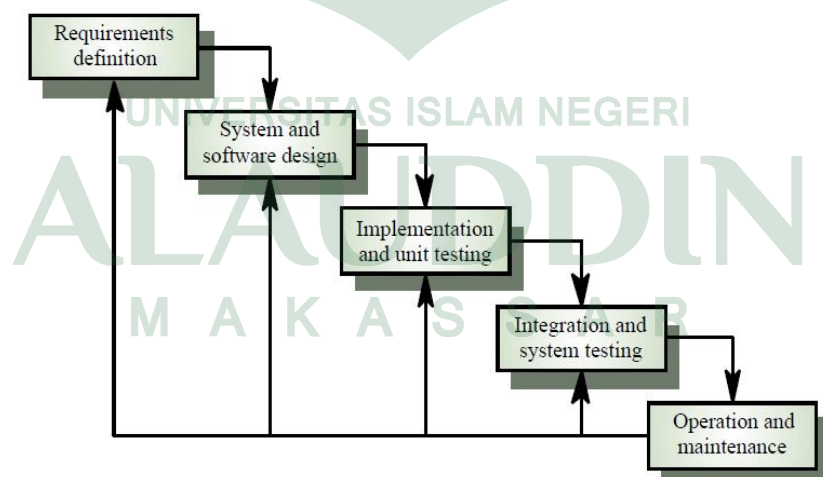 Requirements
definition
UNIVERSITAS ISLAM NEGERI
System and
software design
ALAUDDIN
Implementation
and unit testing
MAKASSAR
Integration and
system testing
Operation and
maintenance